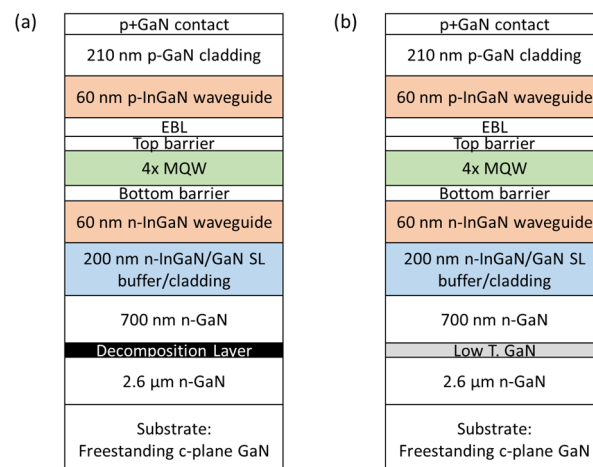 (a)
p+GaN contact
210 nm p-GaN cladding
60 nm p-InGaN waveguide
EBL
Top barrier
4x MQW
Bottom barrier
60 nm n-InGaN waveguide
200 nm n-InGaN/GaN SL
buffer/cladding
700 nm n-GaN
Decomposition Layer
2.6 µm n-GaN
Substrate:
Freestanding c-plane GaN
(b)
p+GaN contact
210 nm p-GaN cladding
60 nm p-InGaN waveguide
EBL
Top barrier
4x MQW
Bottom barrier
60 nm n-InGaN waveguide
200 nm n-InGaN/GaN SL
buffer/cladding
700 nm n-GaN
Low T. GaN
2.6 µm n-GaN
Substrate:
Freestanding c-plane GaN